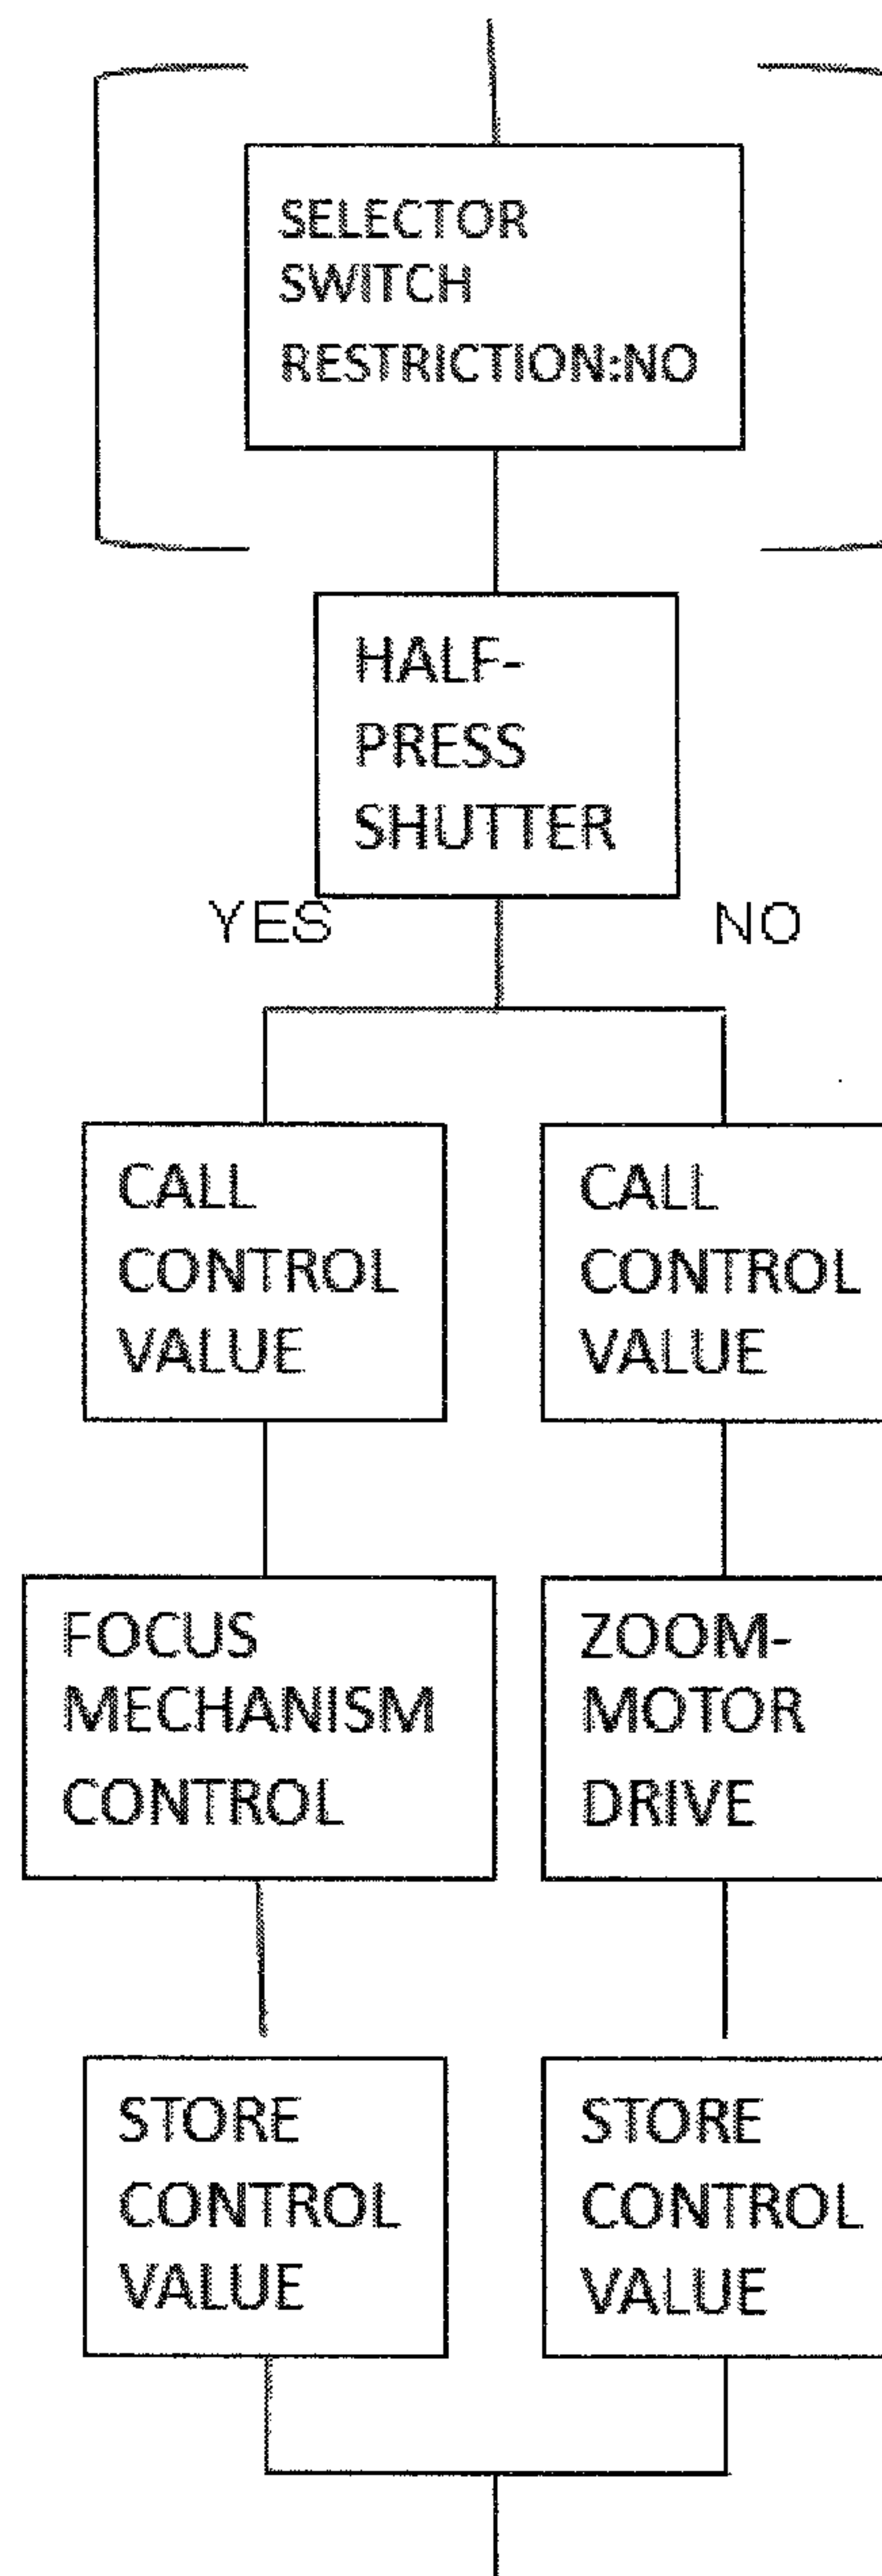 SELECTOR
SWITCH
RESTRICTION:NO
HALF-
PRESS
SHUTTER
YES
NO
CALL
CONTROL
VALUE
CALL
CONTROL
VALUE
FOCUS
MECHANISM
CONTROL
ZOOM-
MOTOR
DRIVE
STORE
CONTROL
VALUE
STORE
CONTROL
VALUE